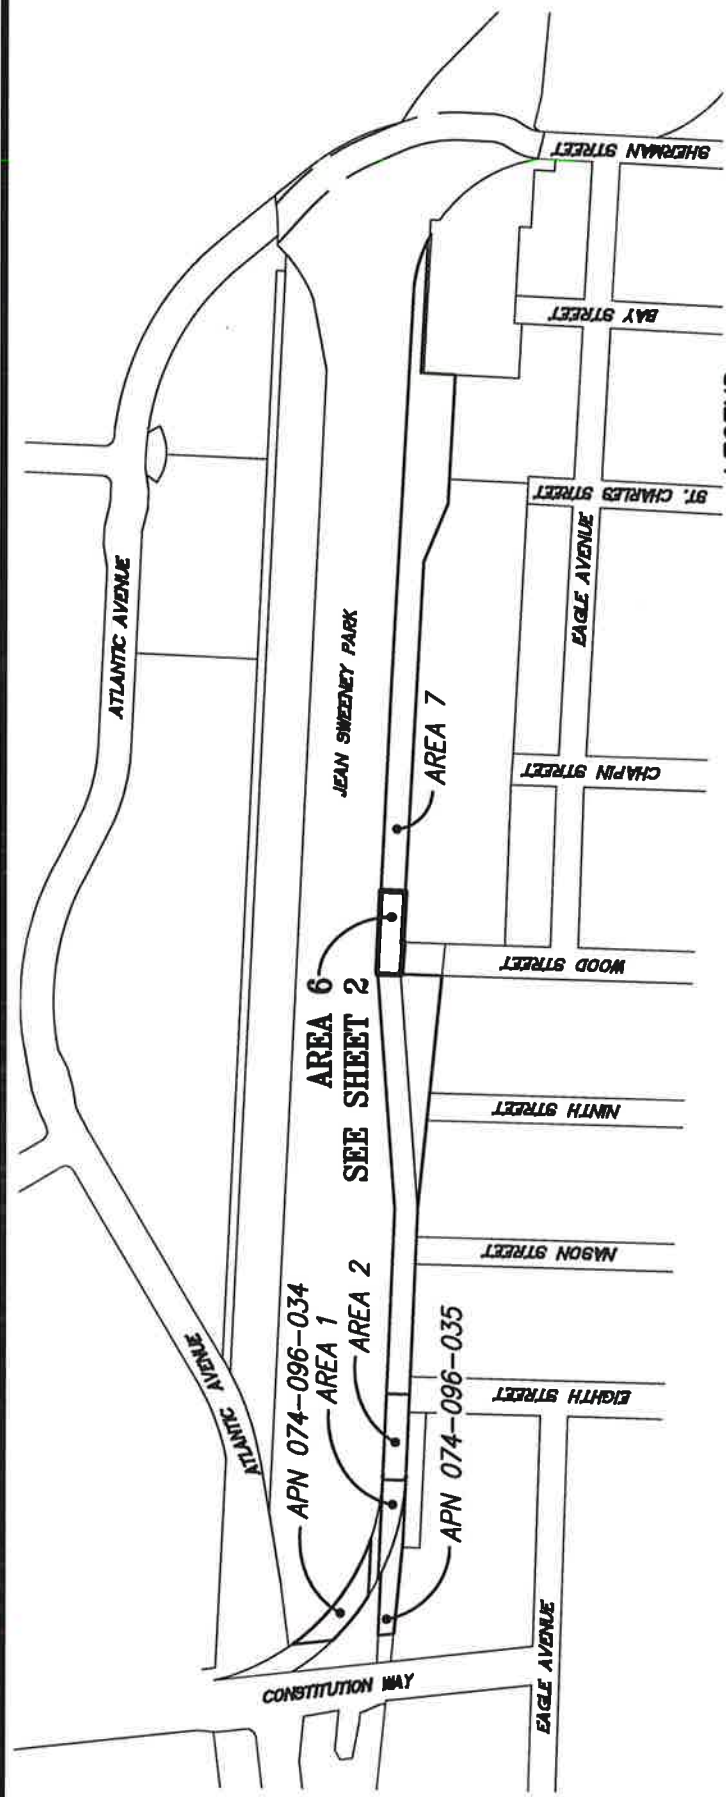 ATLANTIC AVENUE
ATLANTIC AVENUE
CONSTITUTION WAY
APN 074-096-034
AREA 1
AREA 2
AREA 6
SEE SHEET 2
JEAN SWEENEY PARK
AREA 7
APN 074-096-035
EIGHTH STREET
NASON STREET
NINTH STREET
WOOD STREET
CHAPIN STREET
ST. CHARLES STREET
BAY STREET
SHERMAN STREET
EAGLE AVENUE
EAGLE AVENUE